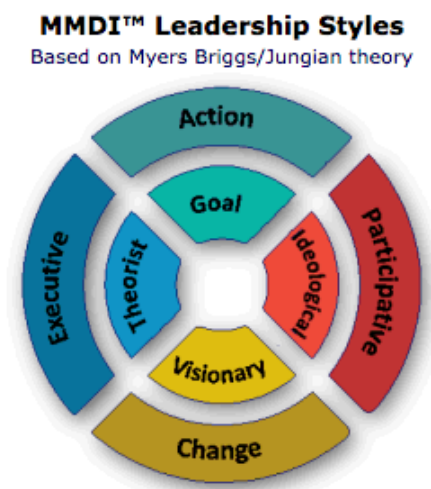 MMDI™ Leadership Styles
Based on Myers Briggs/Jungian theory
Action
Goal
Executive
Theorist
Ideological
Participative
Visionary
Change